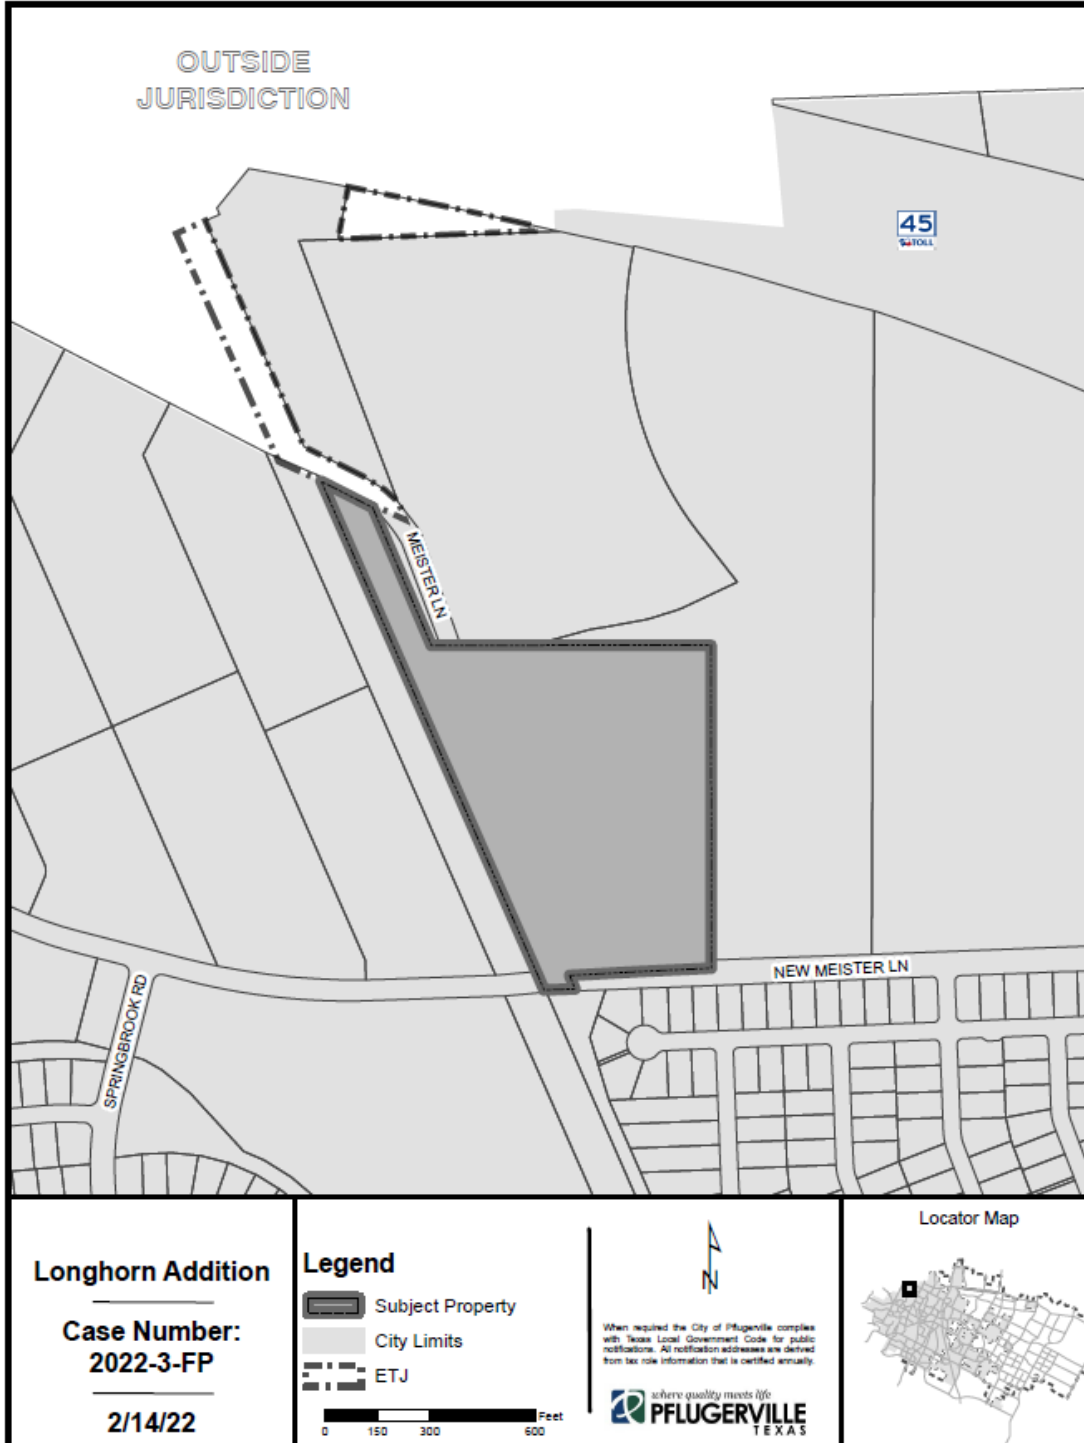 OUTSIDE
JURISDICTION
45
TOLL
MEISTER LN
NEW MEISTER LN
SPRINGBROOK RD
Longhorn Addition
Case Number:
2022-3-FP
2/14/22
Legend
Subject Property
City Limits
ETJ
Feet
0 150 300 600
N
When required the City of Pflugerville complies
with Texas Local Government Code for public
notifications. All notification addresses are derived
from tax role information that is certified annually.
where quality meets life
PFLUGERVILLE
TEXAS
Locator Map